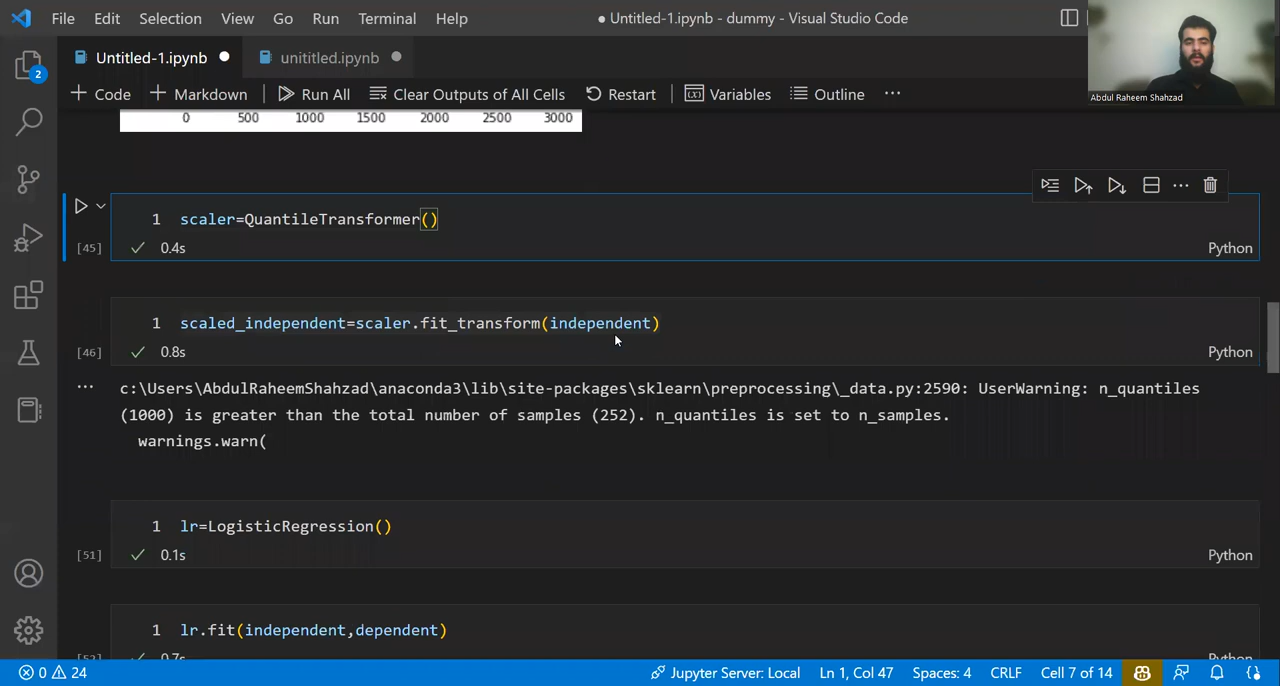 File Edit Selection View Go Run Terminal Help ● Untitled-1.ipynb - dummy - Visual Studio Code
Abdul Raheem Shahzad
Untitled-1.ipynb ● unititled.ipynb ●
2
+ Code + Markdown Run All Clear Outputs of All Cells Restart Variables Outline ...
0 500 1000 1500 2000 2500 3000
1 scaler=QuantileTransformer()
[45] ✓ 0.4s Python
1 scaled_independent=scaler.fit_transform(independent)
[46] ✓ 0.8s Python
... c:\Users\AbdulRaheemShahzad\anaconda3\lib\site-packages\sklearn\preprocessing\_data.py:2590: UserWarning: n_quantiles
(1000) is greater than the total number of samples (252). n_quantiles is set to n_samples.
warnings.warn(
1 lr=LogisticRegression()
[51] ✓ 0.1s Python
1 lr.fit(independent,dependent)
[52] ✓ 0.7s Python
0 24 Jupyter Server: Local Ln 1, Col 47 Spaces: 4 CRLF Cell 7 of 14